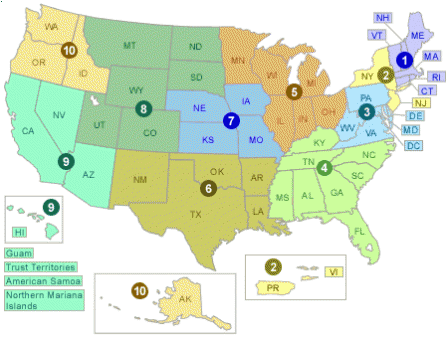 NH
VT
ME
WA
MT
ND
MN
10
OR
ID
WI
MI
1
MA
SD
NY
2
RI
WY
5
CT
8
NE
IA
PA
NJ
NV
3
DE
CA
UT
CO
7
IL
IN
OH
WV
VA
MD
KS
MO
KY
DC
9
OK
TN
NC
4
AZ
NM
6
AR
SC
MS
AL
GA
TX
LA
9
FL
HI
Guam
Trust Territories
American Samoa
Northern Mariana
Islands
10
AK
2
VI
PR